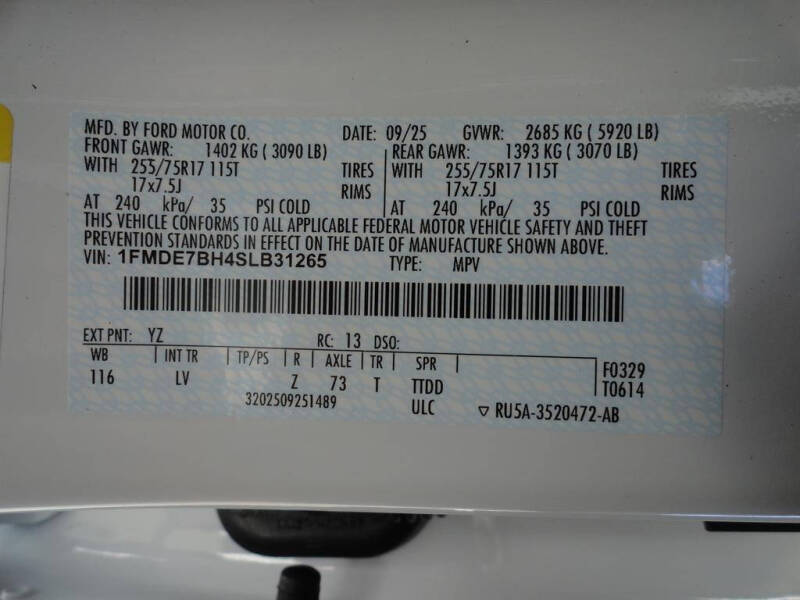 MFD. BY FORD MOTOR CO. DATE: 09/25 GVWR: 2685 KG ( 5920 LB)
FRONT GAWR: 1402 KG ( 3090 LB) REAR GAWR: 1393 KG ( 3070 LB)
WITH 255/75R17 115T TIRES WITH 255/75R17 115T TIRES
17x7.5J RIMS 17x7.5J RIMS
AT 240 kPa/ 35 PSI COLD AT 240 kPa/ 35 PSI COLD
THIS VEHICLE CONFORMS TO ALL APPLICABLE FEDERAL MOTOR VEHICLE SAFETY AND THEFT
PREVENTION STANDARDS IN EFFECT ON THE DATE OF MANUFACTURE SHOWN ABOVE.
VIN: 1FMDE7BH4SLB31265 TYPE: MPV
EXT PNT: YZ RC: 13 DSO:
WB INT TR TP/PS R AXLE TR SPR F0329
116 LV Z 73 T TTDD T0614
3202509251489 ULC ▽ RU5A-3520472-AB